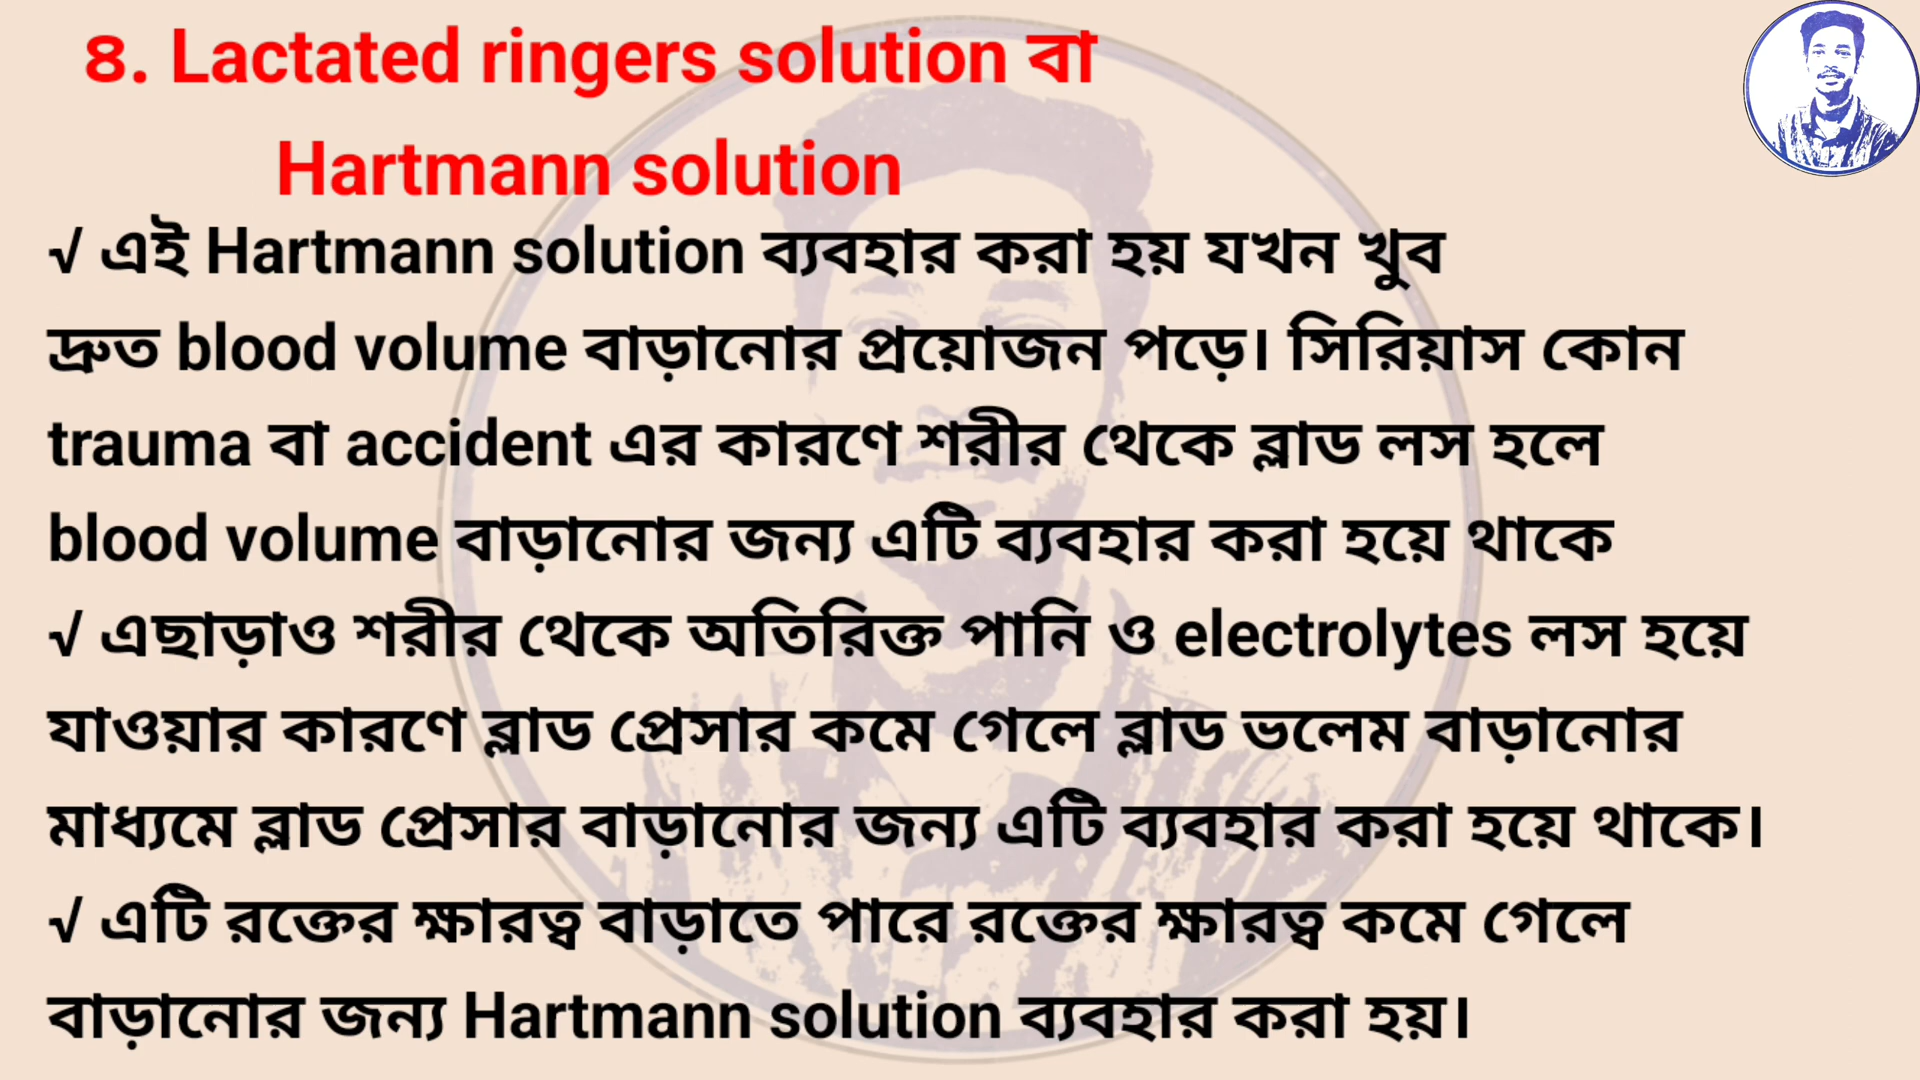 ৪. Lactated ringers solution বা
Hartmann solution
√ এই Hartmann solution ব্যবহার করা হয় যখন খুব
দ্রুত blood volume বাড়ানোর প্রয়োজন পড়ে। সিরিয়াস কোন
trauma বা accident এর কারণে শরীর থেকে ব্লাড লস হলে
blood volume বাড়ানোর জন্য এটি ব্যবহার করা হয়ে থাকে
√ এছাড়াও শরীর থেকে অতিরিক্ত পানি ও electrolytes লস হয়ে
যাওয়ার কারণে ব্লাড প্রেসার কমে গেলে ব্লাড ভলেম বাড়ানোর
মাধ্যমে ব্লাড প্রেসার বাড়ানোর জন্য এটি ব্যবহার করা হয়ে থাকে।
√ এটি রক্তের ক্ষারত্ব বাড়াতে পারে রক্তের ক্ষারত্ব কমে গেলে
বাড়ানোর জন্য Hartmann solution ব্যবহার করা হয়।